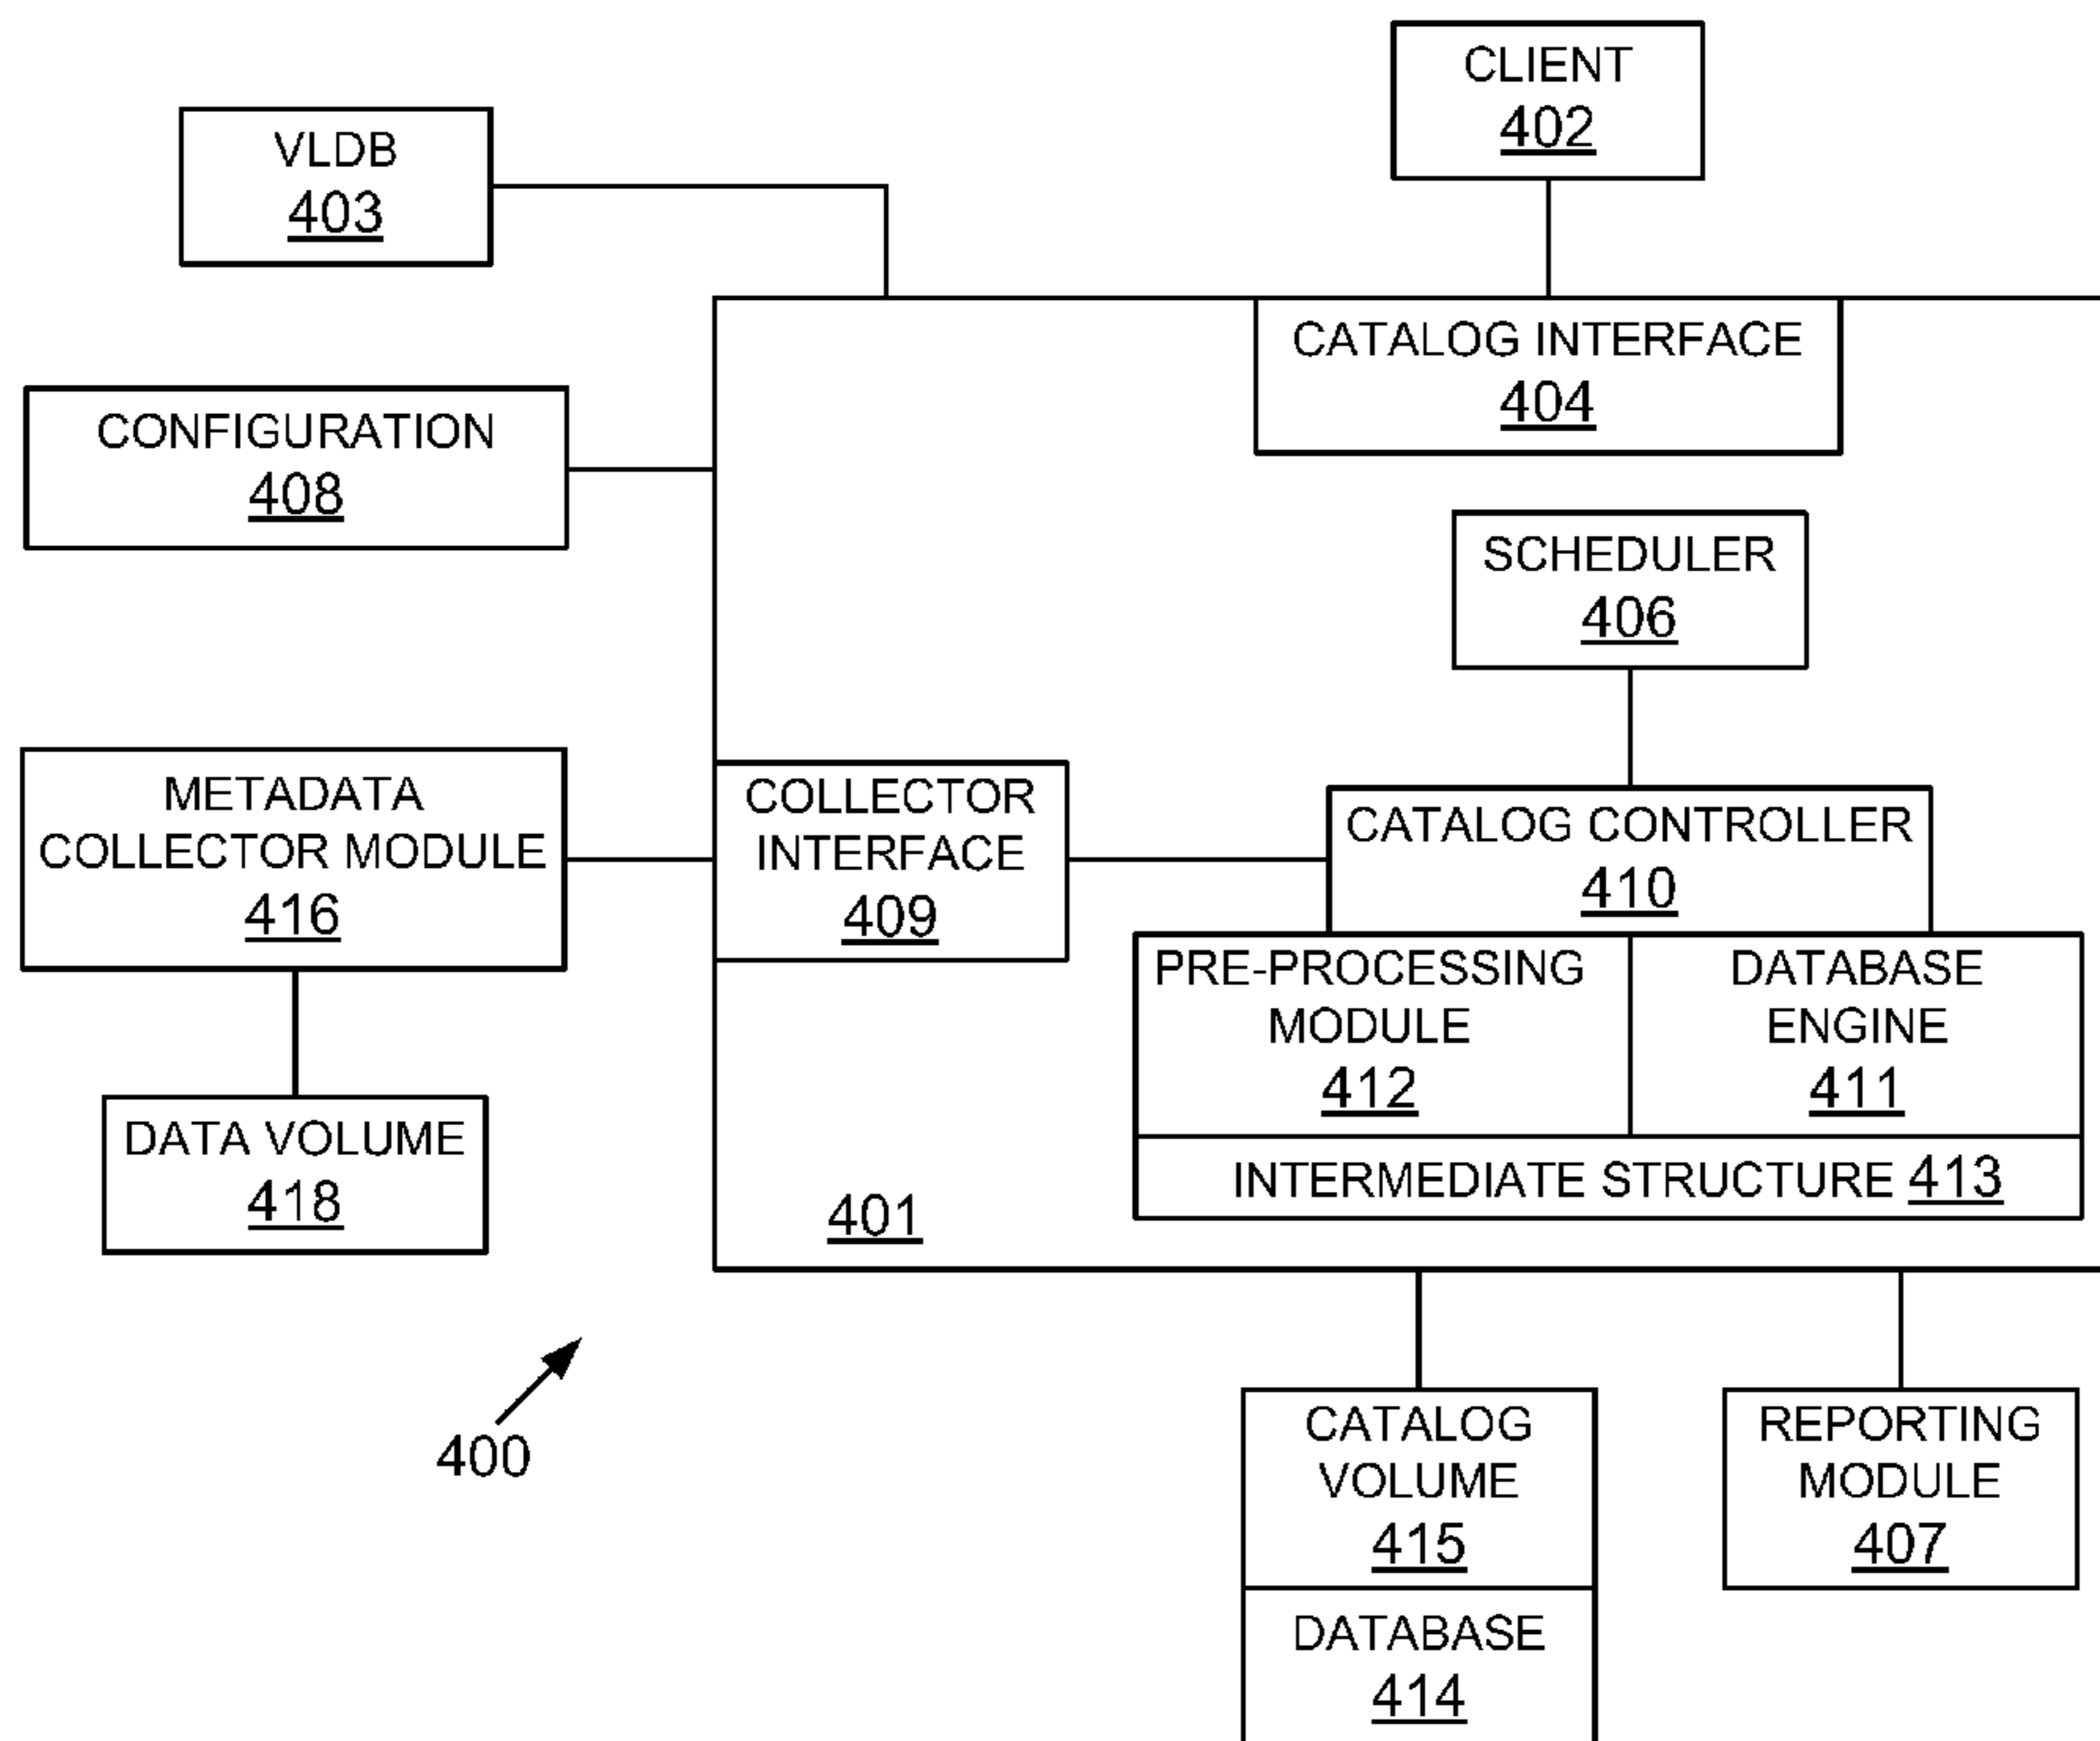 CLIENT
402
VLDB
403
CATALOG INTERFACE
404
CONFIGURATION
408
SCHEDULER
406
METADATA
COLLECTOR MODULE
416
COLLECTOR
INTERFACE
409
CATALOG CONTROLLER
410
PRE-PROCESSING
MODULE
412
DATABASE
ENGINE
411
INTERMEDIATE STRUCTURE 413
DATA VOLUME
418
401
400
CATALOG
VOLUME
415
DATABASE
414
REPORTING
MODULE
407